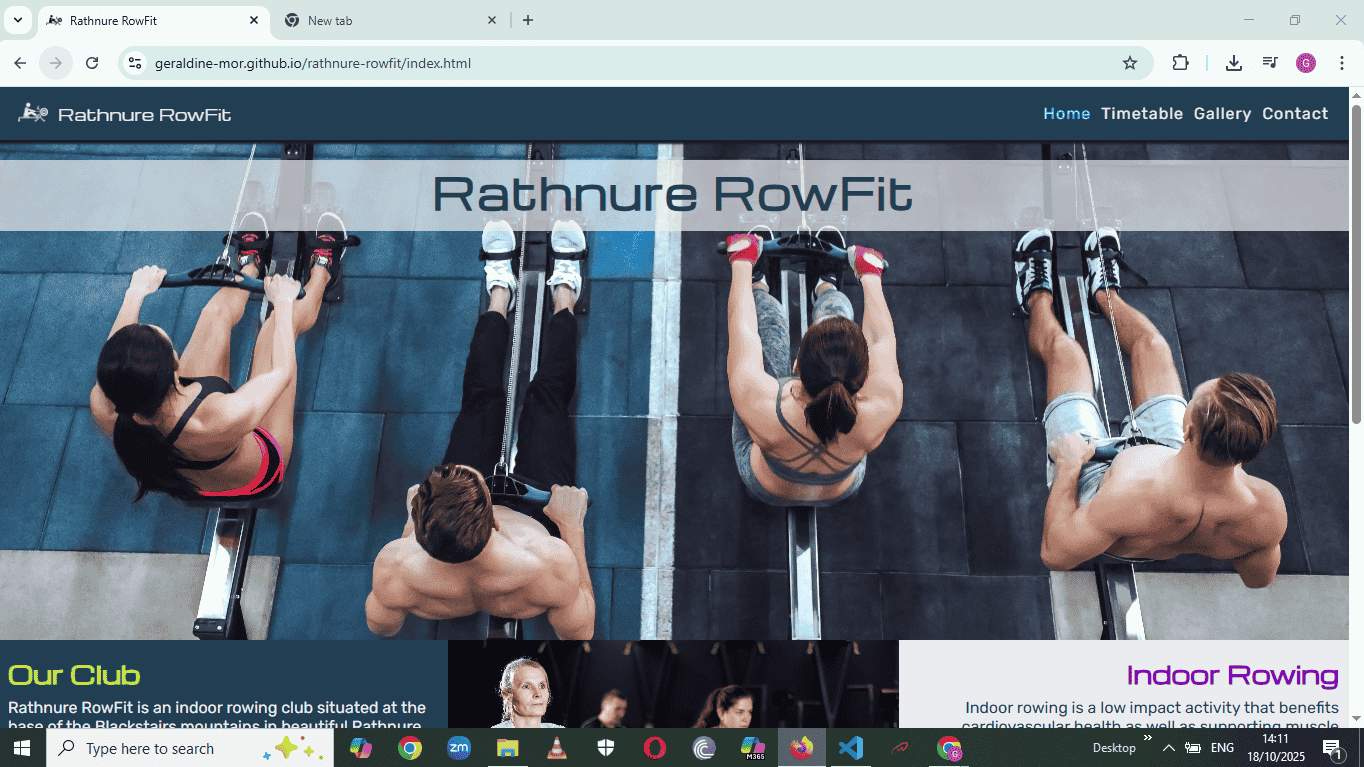 Rathnure RowFit
New tab
geraldine-mor.github.io/rathnure-rowfit/index.html
G
Rathnure RowFit
Home Timetable Gallery Contact
Rathnure RowFit
Our Club
Rathnure RowFit is an indoor rowing club situated at the
base of the Blackstairs mountains in beautiful Rathnure
Indoor Rowing
Indoor rowing is a low impact activity that benefits
cardiovascular health as well as supporting muscle
Type here to search
zm
M365
G
Desktop
ENG
14:11
18/10/2025
1